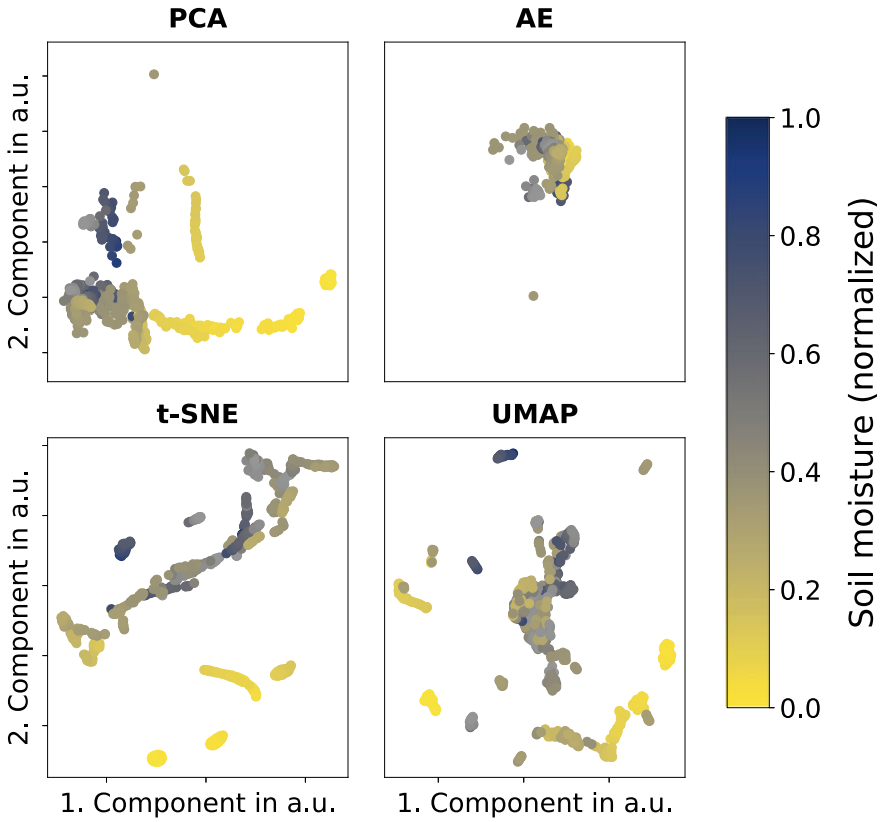 PCA
AE
2. Component in a.u.
t-SNE
UMAP
2. Component in a.u.
1. Component in a.u.
1. Component in a.u.
1.0
0.8
0.6
0.4
0.2
0.0
Soil moisture (normalized)